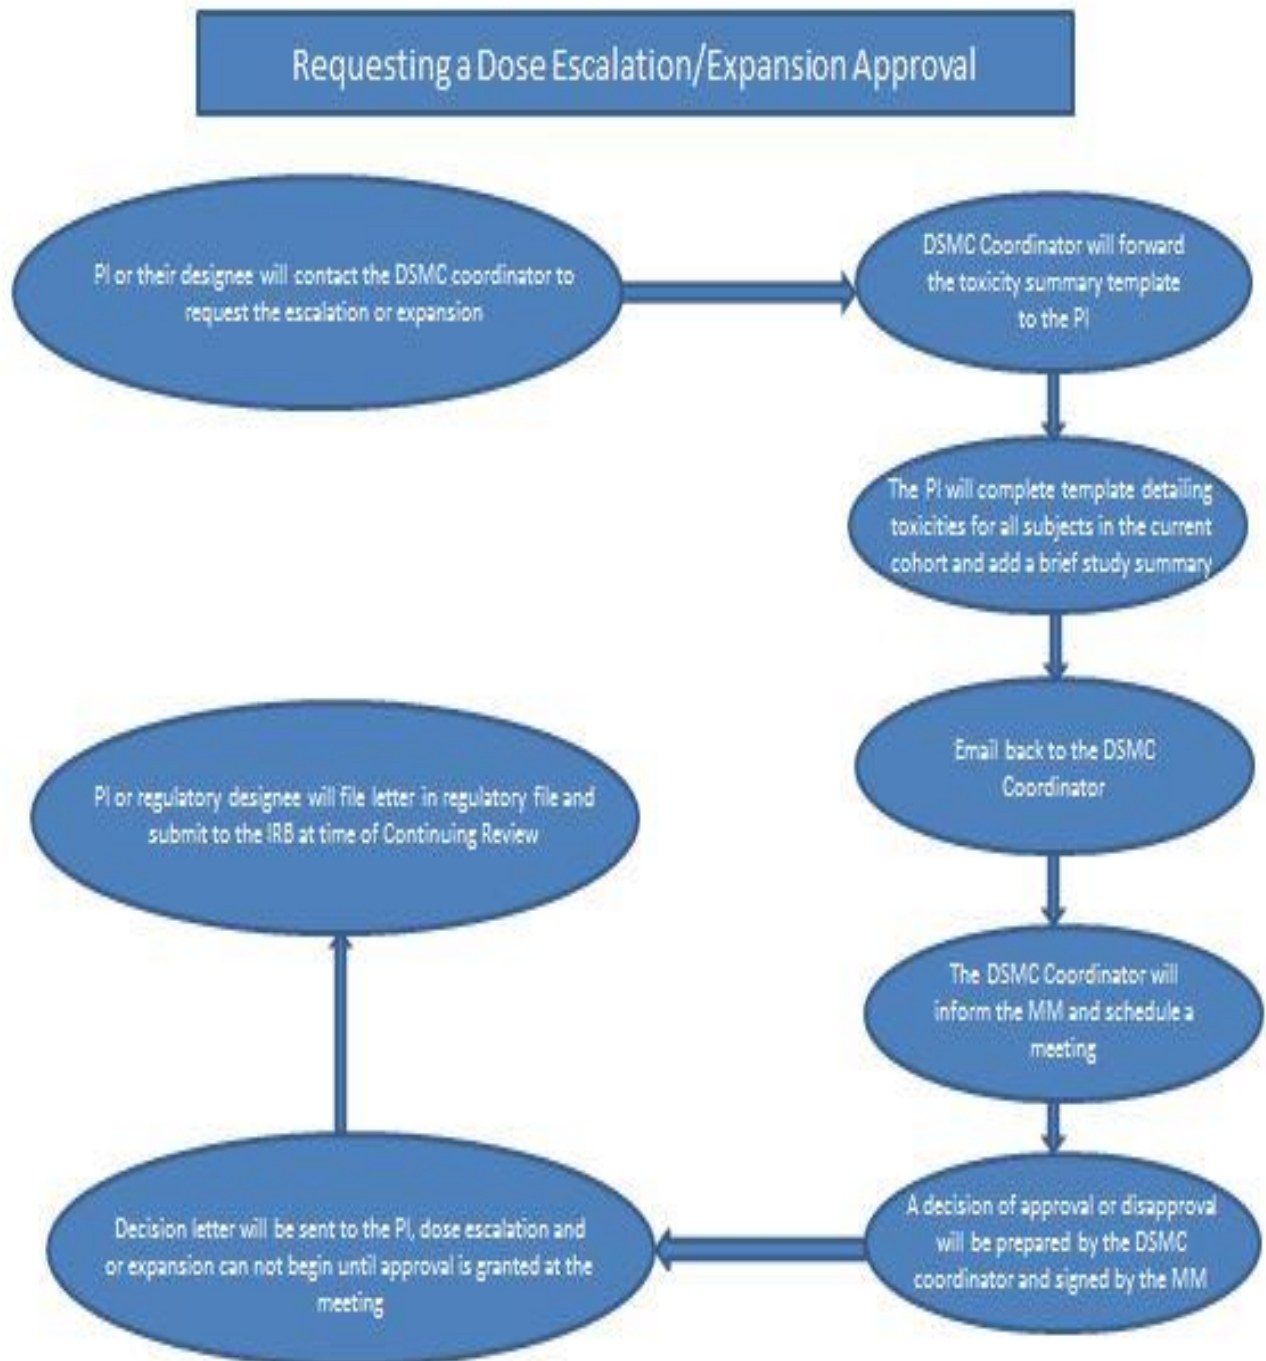 Requesting a Dose Escalation/Expansion Approval
PI or their designee will contact the DSMC coordinator to
request the escalation or expansion
DSMC Coordinator will forward
the toxicity summary template
to the PI
The PI will complete template detailing
toxicities for all subjects in the current
cohort and add a brief study summary
Email back to the DSMC
Coordinator
The DSMC Coordinator will
inform the MM and schedule a
meeting
A decision of approval or disapproval
will be prepared by the DSMC
coordinator and signed by the MM
Decision letter will be sent to the PI, dose escalation and
or expansion can not begin until approval is granted at the
meeting
PI or regulatory designee will file letter in regulatory file and
submit to the IRB at time of Continuing Review